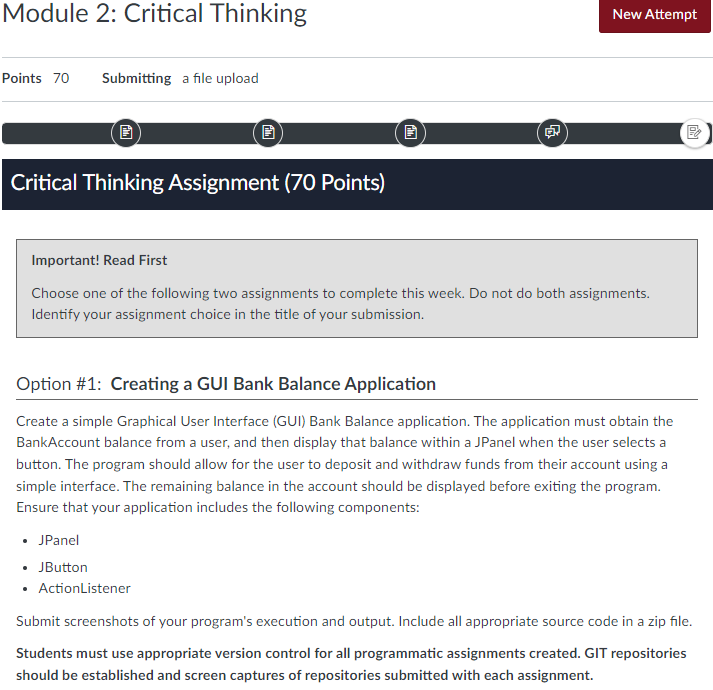 Module 2: Critical Thinking
New Attempt
Points 70 Submitting a file upload
Critical Thinking Assignment (70 Points)
Important! Read First
Choose one of the following two assignments to complete this week. Do not do both assignments.
Identify your assignment choice in the title of your submission.
Option #1: Creating a GUI Bank Balance Application
Create a simple Graphical User Interface (GUI) Bank Balance application. The application must obtain the
BankAccount balance from a user, and then display that balance within a JPanel when the user selects a
button. The program should allow for the user to deposit and withdraw funds from their account using a
simple interface. The remaining balance in the account should be displayed before exiting the program.
Ensure that your application includes the following components:
• JPanel
• JButton
• ActionListener
Submit screenshots of your program's execution and output. Include all appropriate source code in a zip file.
Students must use appropriate version control for all programmatic assignments created. GIT repositories
should be established and screen captures of repositories submitted with each assignment.